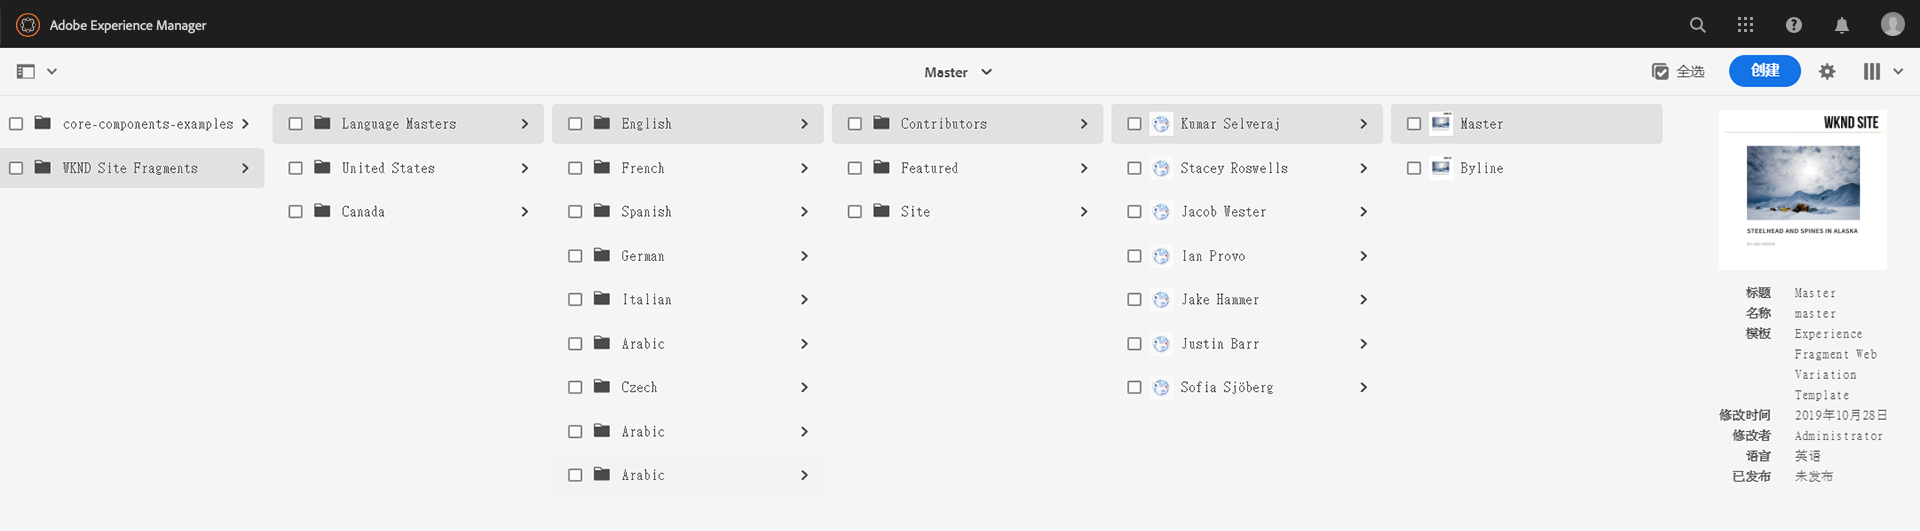 Adobe Experience Manager
Master
全选
创建
core-components-examples
WKND Site Fragments
Language Masters
United States
Canada
English
French
Spanish
German
Italian
Arabic
Czech
Arabic
Arabic
Contributors
Featured
Site
Kumar Selveraj
Stacey Roswells
Jacob Wester
Ian Provo
Jake Hammer
Justin Barr
Sofia Sjöberg
Master
Byline
WKND SITE
STEELHEAD AND SPINES IN ALASKA
标题 Master
名称 master
模板 Experience
Fragment Web
Variation
Template
修改时间 2019年10月28日
修改者 Administrator
语言 英语
已发布 未发布